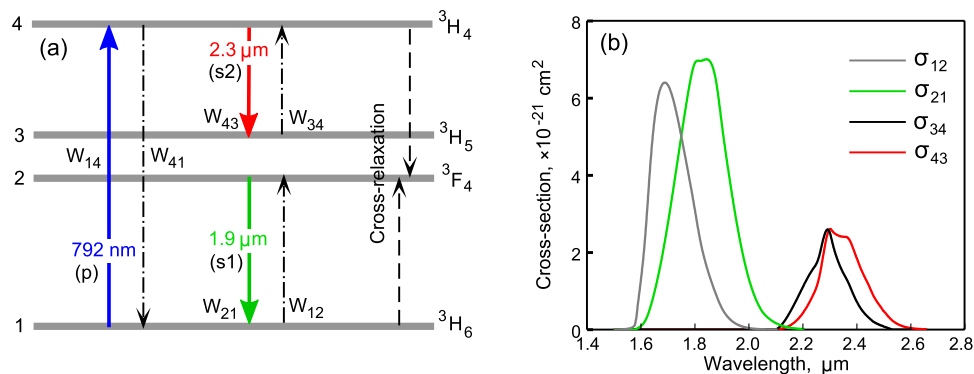 (a)
4
³H₄
2.3 µm
(s2)
W₄₃
W₃₄
3
³H₅
W₁₄
W₄₁
Cross-relaxation
2
³F₄
792 nm
(p)
1.9 µm
(s1)
W₂₁
W₁₂
1
³H₆
(b)
Cross-section, ×10⁻²¹ cm²
8
6
4
2
0
σ₁₂
σ₂₁
σ₃₄
σ₄₃
1.4 1.6 1.8 2.0 2.2 2.4 2.6 2.8
Wavelength, µm